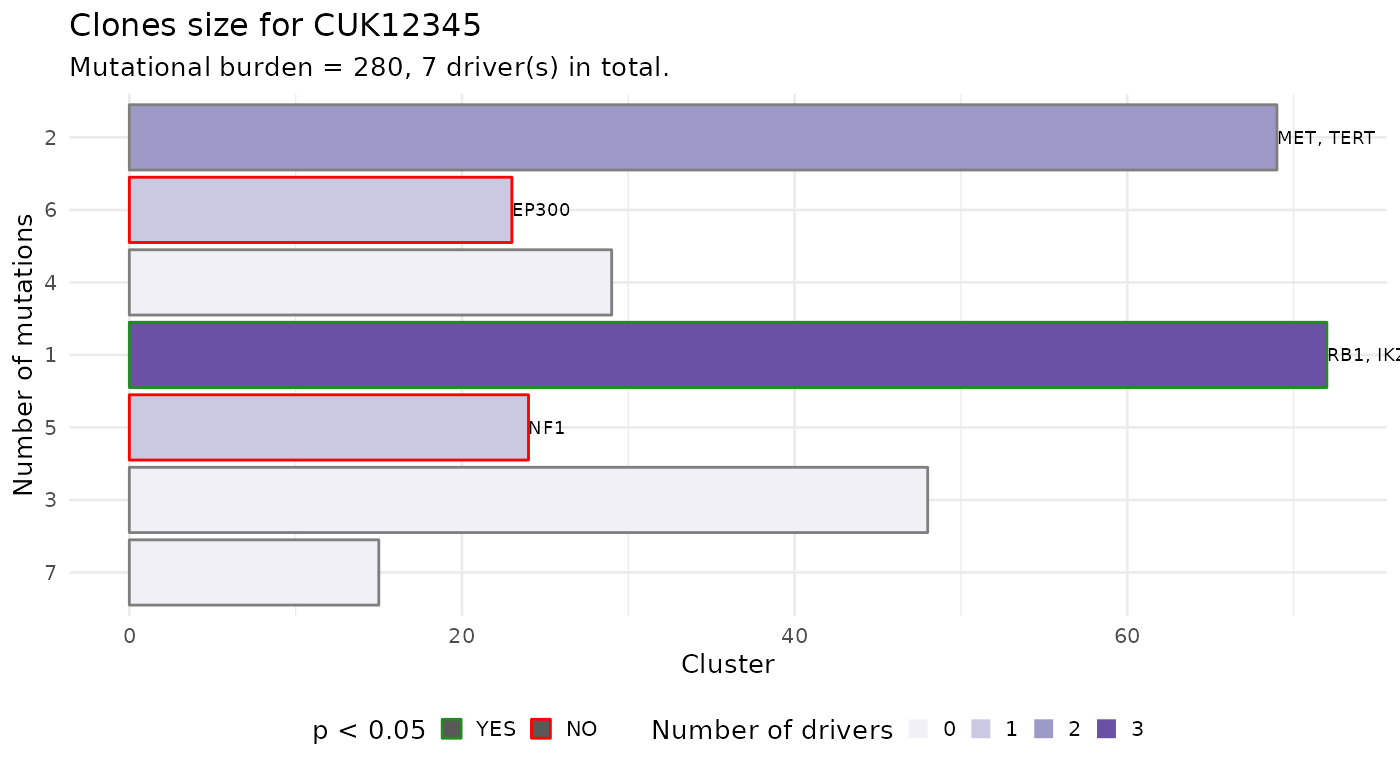 Clones size for CUK12345
Mutational burden = 280, 7 driver(s) in total.
Number of mutations
2
MET, TERT
6
EP300
4
1
RB1, IK
5
NF1
3
7
0 20 40 60
Cluster
p < 0.05 YES NO Number of drivers 0 1 2 3